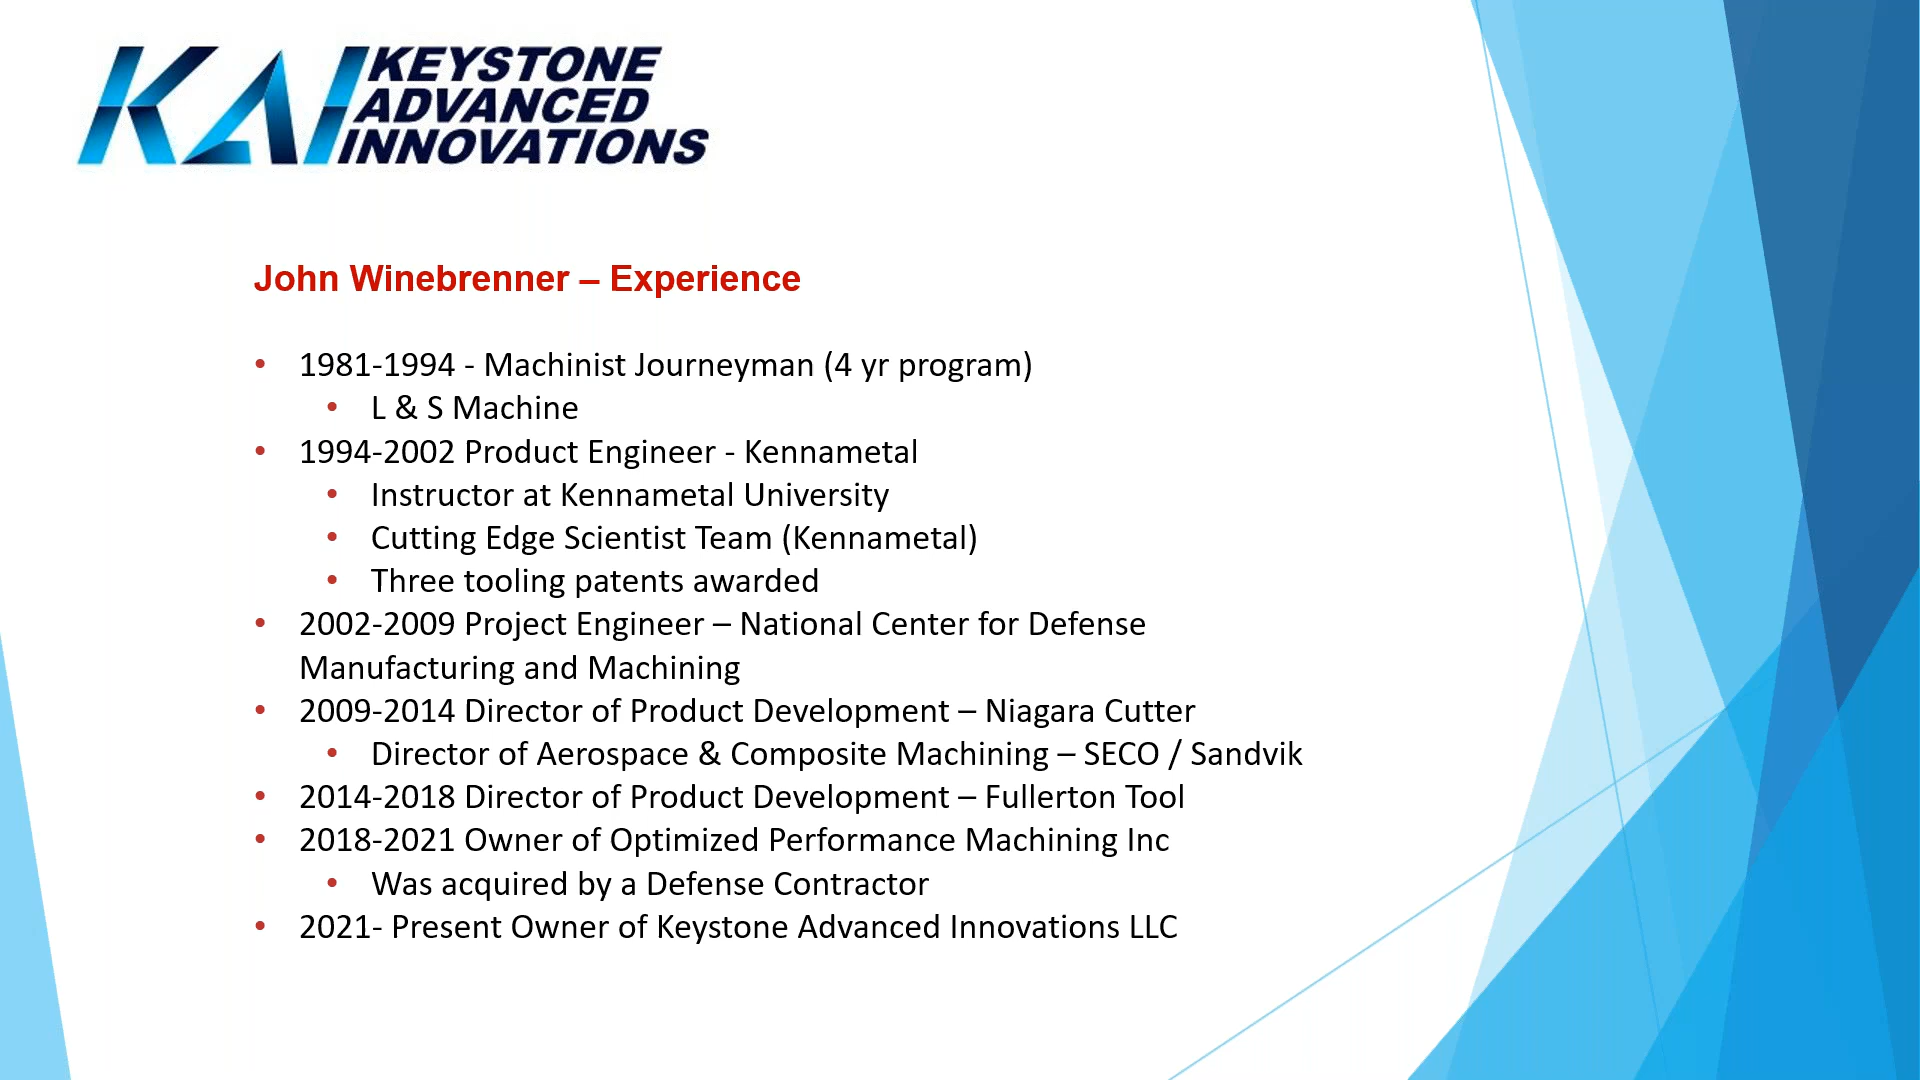 KAI KEYSTONE
ADVANCED
INNOVATIONS
John Winebrenner – Experience
• 1981-1994 - Machinist Journeyman (4 yr program)
• L & S Machine
• 1994-2002 Product Engineer - Kennametal
• Instructor at Kennametal University
• Cutting Edge Scientist Team (Kennametal)
• Three tooling patents awarded
• 2002-2009 Project Engineer – National Center for Defense
Manufacturing and Machining
• 2009-2014 Director of Product Development – Niagara Cutter
• Director of Aerospace & Composite Machining – SECO / Sandvik
• 2014-2018 Director of Product Development – Fullerton Tool
• 2018-2021 Owner of Optimized Performance Machining Inc
• Was acquired by a Defense Contractor
• 2021- Present Owner of Keystone Advanced Innovations LLC